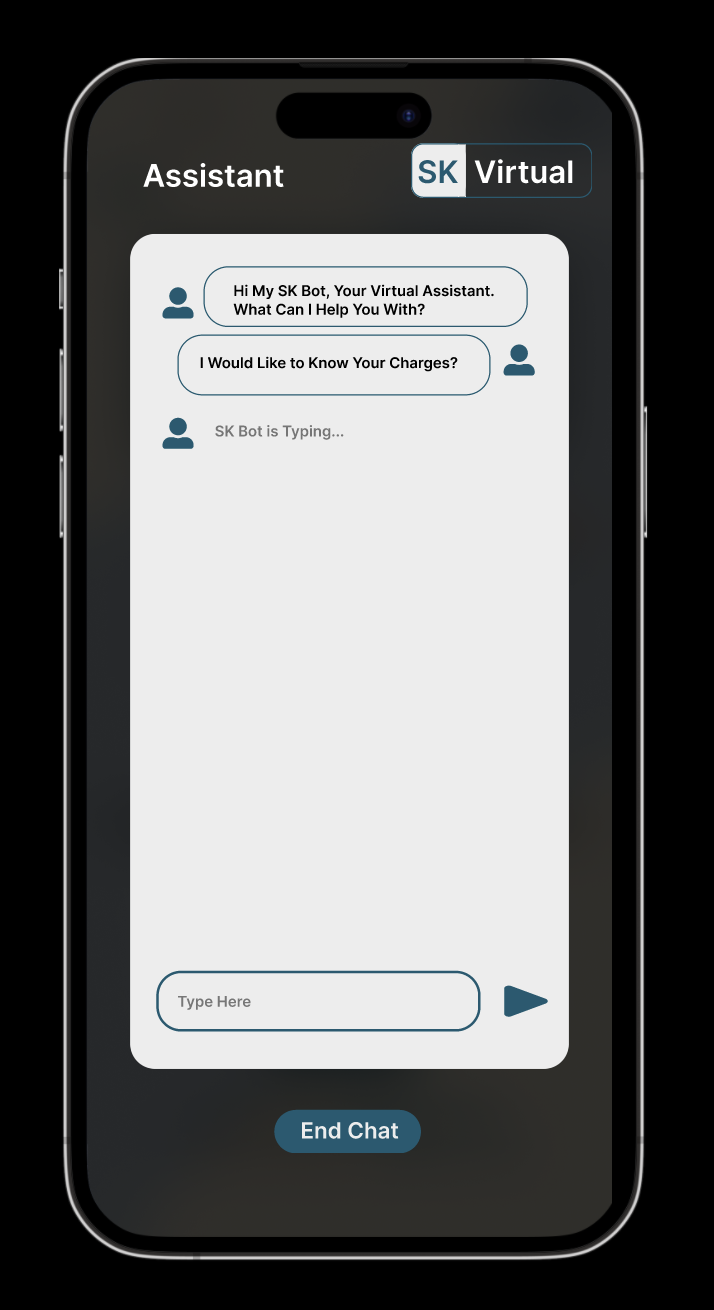 Assistant
SK Virtual
Hi My SK Bot, Your Virtual Assistant.
What Can I Help You With?
I Would Like to Know Your Charges?
SK Bot is Typing...
Type Here
End Chat